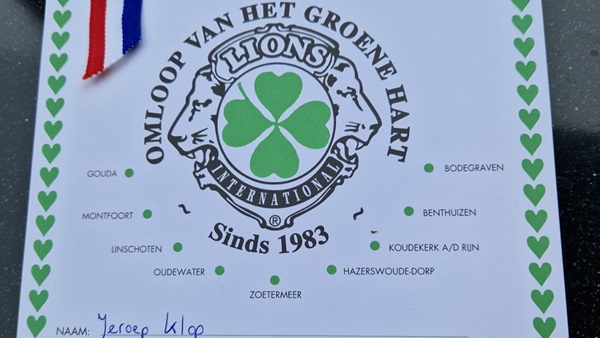 OMLOOP VAN HET GROENE HART
LIONS
INTERNATIONAL
®
Sinds 1983
GOUDA
BODEGRAVEN
MONTFOORT
BENTHUIZEN
LINSCHOTEN
KOUDEKERK A/D RIJN
OUDEWATER
HAZERSWOUDE-DORP
ZOETERMEER
NAAM: Jeroen Klop